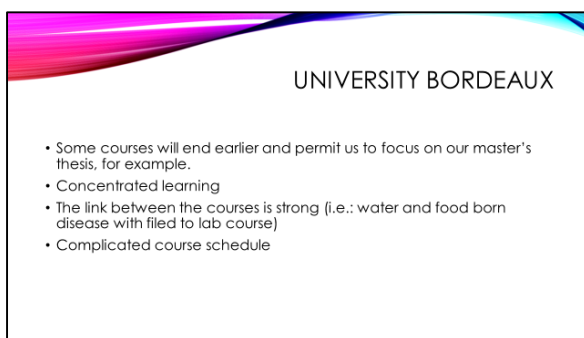 UNIVERSITY BORDEAUX
• Some courses will end earlier and permit us to focus on our master's
thesis, for example.
• Concentrated learning
• The link between the courses is strong (i.e.: water and food born
disease with filed to lab course)
• Complicated course schedule